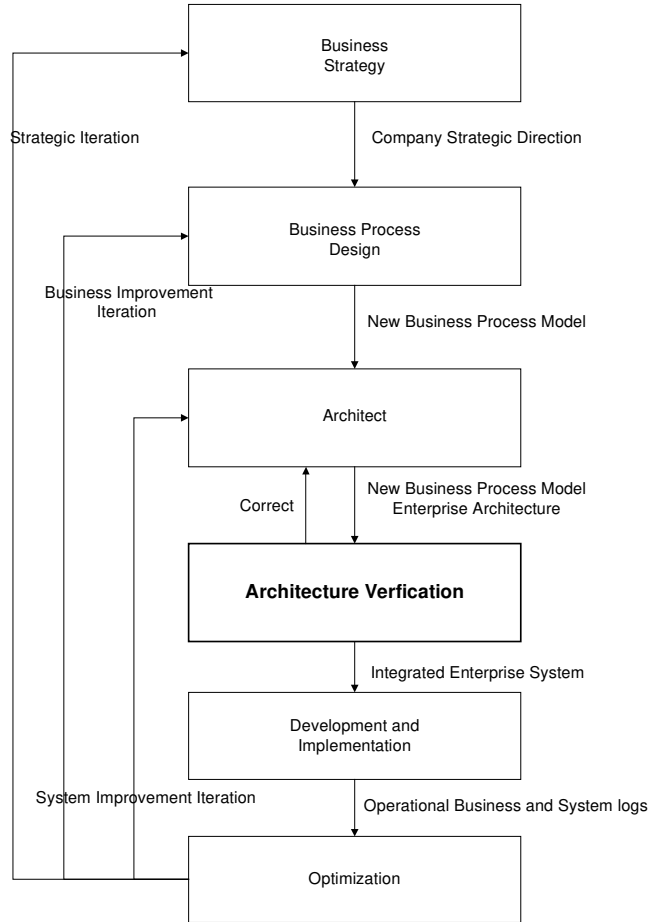 Business
Strategy
Strategic Iteration
Company Strategic Direction
Business Process
Design
Business Improvement
Iteration
New Business Process Model
Architect
Correct
New Business Process Model
Enterprise Architecture
Architecture Verfication
Integrated Enterprise System
Development and
Implementation
System Improvement Iteration
Operational Business and System logs
Optimization